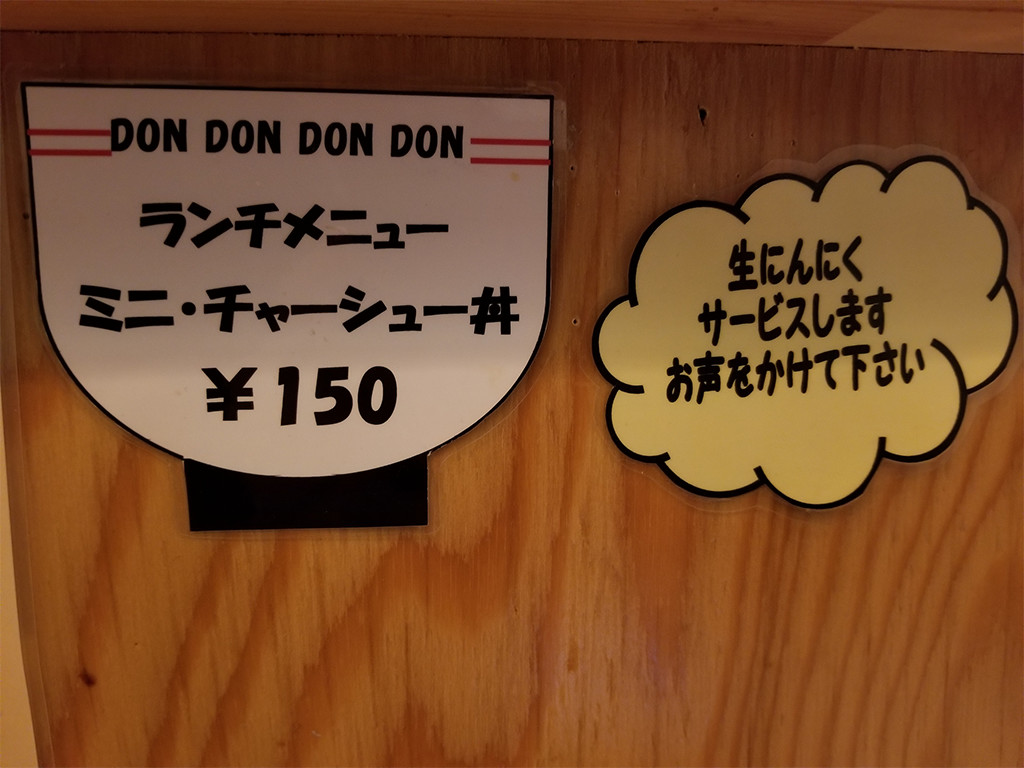 DON DON DON DON
ランチメニュー
ミニ・チャーシュー丼
￥150
生にんにく
サービスします
お声をかけて下さい